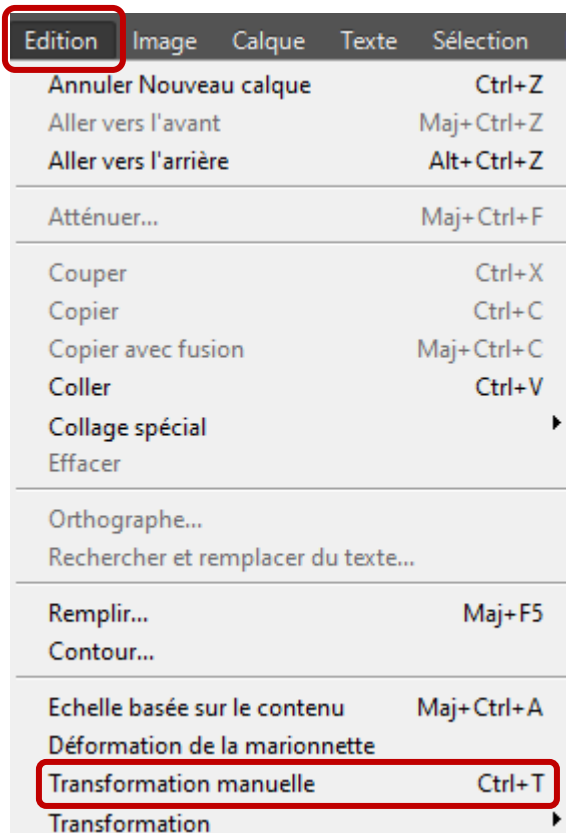 Edition Image Calque Texte Sélection
Annuler Nouveau calque Ctrl+Z
Aller vers l'avant Maj+Ctrl+Z
Aller vers l'arrière Alt+Ctrl+Z
Atténuer... Maj+Ctrl+F
Couper Ctrl+X
Copier Ctrl+C
Copier avec fusion Maj+Ctrl+C
Coller Ctrl+V
Collage spécial
Effacer
Orthographe...
Rechercher et remplacer du texte...
Remplir... Maj+F5
Contour...
Echelle basée sur le contenu Maj+Ctrl+A
Déformation de la marionnette
Transformation manuelle Ctrl+T
Transformation